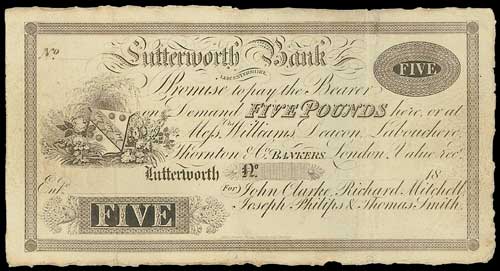 Lutterworth Bank
LEICESTERSHIRE
No.
I Promise to pay the Bearer
FIVE
on Demand FIVE POUNDS here, or at
Messrs. Williams Deacon, Labouchere,
Thornton & Co. BANKERS, London Value recd.
Lutterworth No. 18
Entd.
For John Clarke, Richard Mitchell
Joseph Philips & Thomas Smith.
FIVE